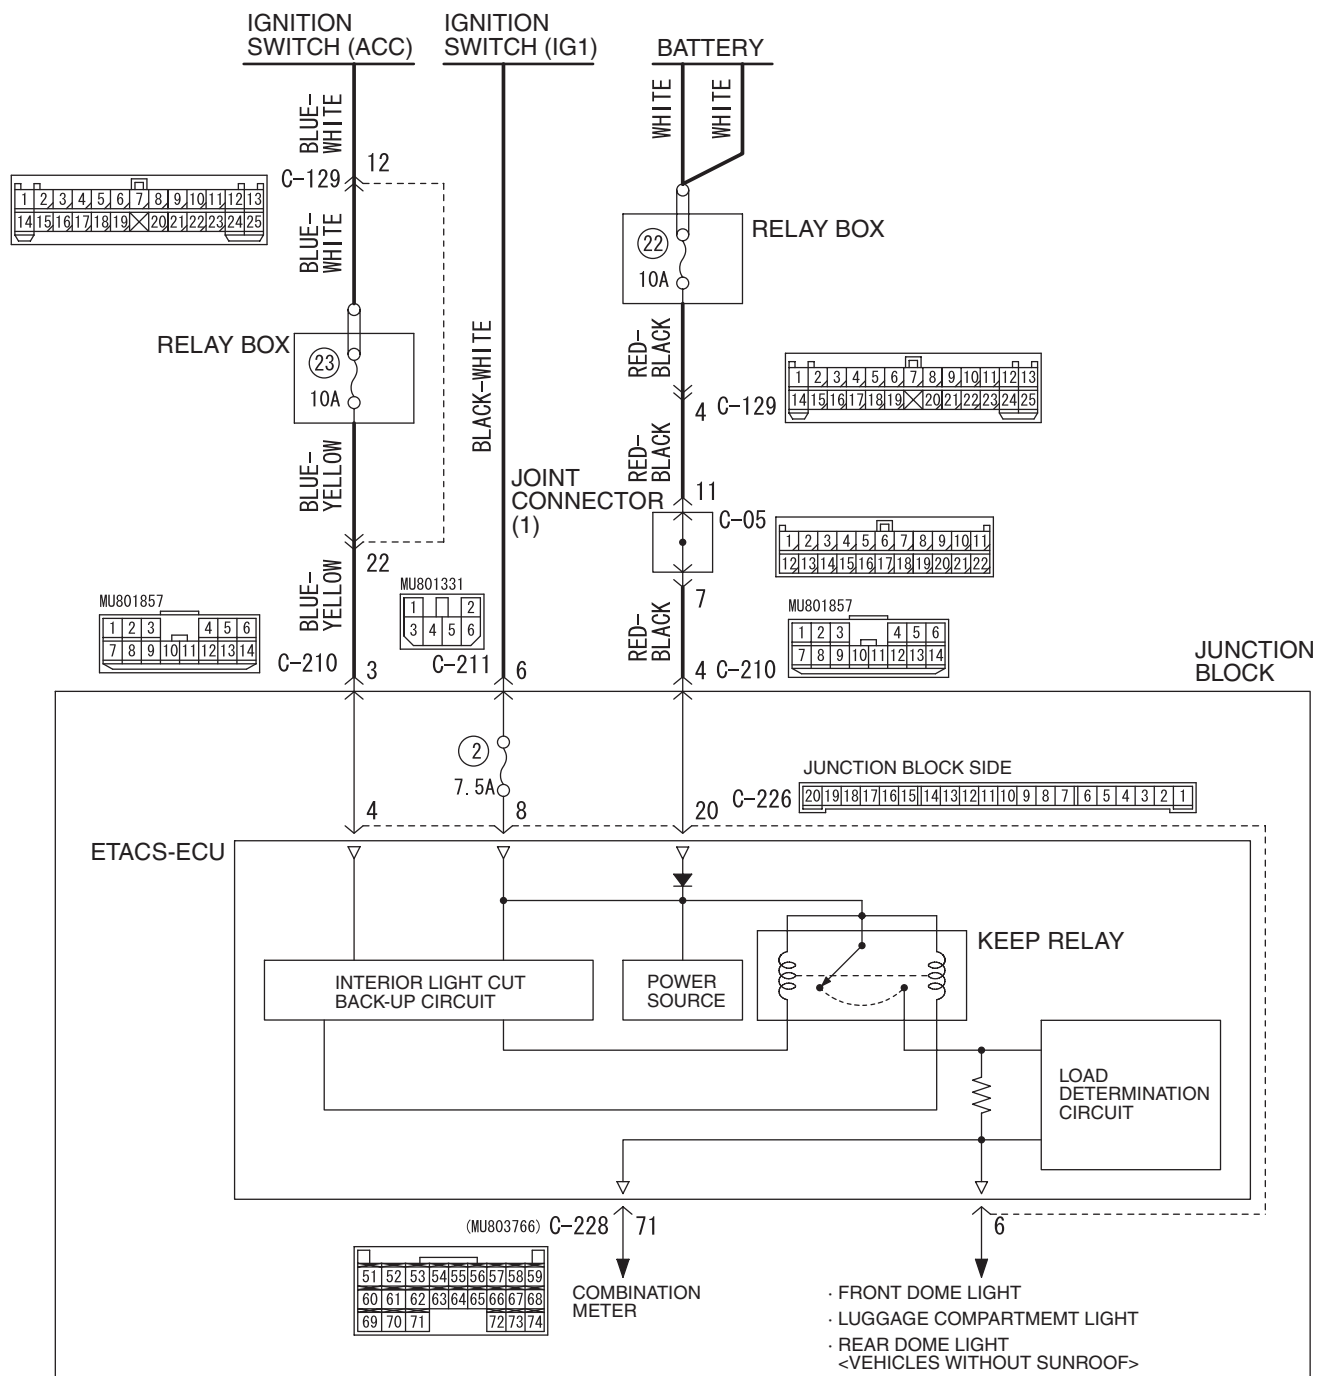 IGNITION
SWITCH (ACC)
IGNITION
SWITCH (IG1)
BATTERY
BLUE-
WHITE
WHITE
WHITE
12
C-129
1 2 3 4 5 6 7 8 9 10 11 12 13
14 15 16 17 18 19 20 21 22 23 24 25
BLUE-
WHITE
RELAY BOX
22
10A
RELAY BOX
23
10A
BLACK-WHITE
RED-
BLACK
4 C-129
1 2 3 4 5 6 7 8 9 10 11 12 13
14 15 16 17 18 19 20 21 22 23 24 25
BLUE-
YELLOW
RED-
BLACK
JOINT
CONNECTOR
(1)
11
C-05
1 2 3 4 5 6 7 8 9 10 11
12 13 14 15 16 17 18 19 20 21 22
22
7
BLUE-
YELLOW
MU801331
1 2
3 4 5 6
MU801857
1 2 3 4 5 6
7 8 9 10 11 12 13 14
RED-
BLACK
MU801857
1 2 3 4 5 6
7 8 9 10 11 12 13 14
C-210 3
C-211 6
4 C-210
JUNCTION
BLOCK
2
7.5A
JUNCTION BLOCK SIDE
4
8
20 C-226
20 19 18 17 16 15 14 13 12 11 10 9 8 7 6 5 4 3 2 1
ETACS-ECU
KEEP RELAY
INTERIOR LIGHT CUT
BACK-UP CIRCUIT
POWER
SOURCE
LOAD
DETERMINATION
CIRCUIT
(MU803766) C-228 71
6
51 52 53 54 55 56 57 58 59
60 61 62 63 64 65 66 67 68
69 70 71 72 73 74
COMBINATION
METER
· FRONT DOME LIGHT
· LUGGAGE COMPARTMEMT LIGHT
· REAR DOME LIGHT
<VEHICLES WITHOUT SUNROOF>